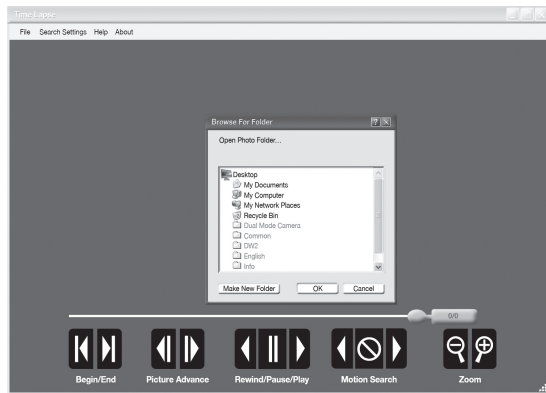 Time Lapse
File Search Settings Help About
Browse For Folder
Open Photo Folder...
Desktop
My Documents
My Computer
My Network Places
Recycle Bin
Dual Mode Camera
Common
DW2
English
Info
Make New Folder OK Cancel
0/0
Begin/End Picture Advance Rewind/Pause/Play Motion Search Zoom